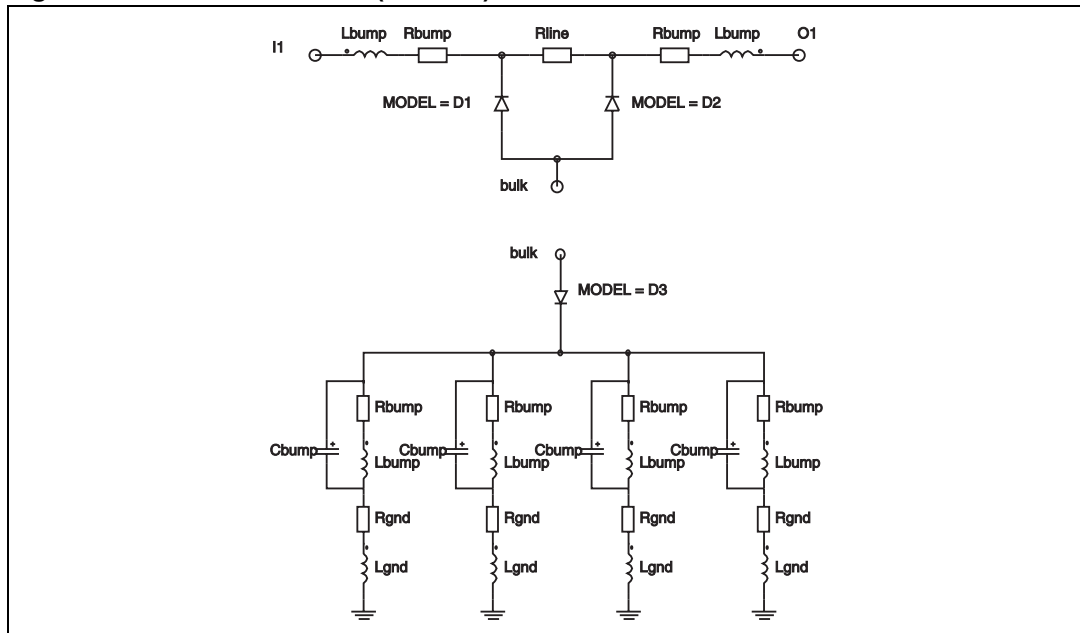 Lbump Rbump Rline Rbump Lbump O1
I1
MODEL = D1 MODEL = D2
bulk
bulk
MODEL = D3
Rbump Rbump Rbump Rbump
Cbump Cbump Cbump Cbump
Lbump Lbump Lbump Lbump
Rgnd Rgnd Rgnd Rgnd
Lgnd Lgnd Lgnd Lgnd